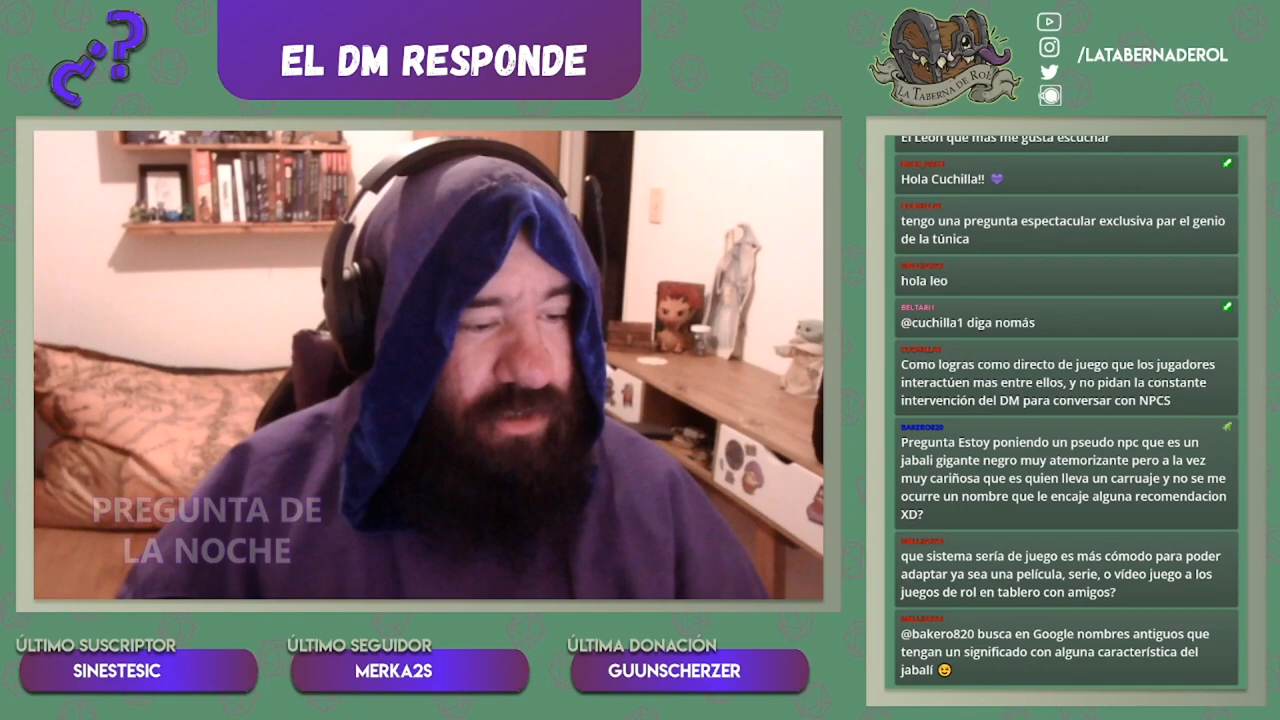 EL DM RESPONDE
LA TABERNA DE ROL
/LATABERNADEROL
El Leon que mas me gusta escuchar
Hola Cuchilla!! 💜
tengo una pregunta espectacular exclusiva par el genio
de la túnica
hola leo
BELTARI1
@cuchilla1 diga nomás
CUCHILLA1
Como logras como directo de juego que los jugadores
interactúen mas entre ellos, y no pidan la constante
intervención del DM para conversar con NPCS
BAKERO820
Pregunta Estoy poniendo un pseudo npc que es un
jabali gigante negro muy atemorizante pero a la vez
muy cariñosa que es quien lleva un carruaje y no se me
ocurre un nombre que le encaje alguna recomendacion
XD?
que sistema sería de juego es más cómodo para poder
adaptar ya sea una película, serie, o vídeo juego a los
juegos de rol en tablero con amigos?
@bakero820 busca en Google nombres antiguos que
tengan un significado con alguna característica del
jabalí 😉
PREGUNTA DE
LA NOCHE
ÚLTIMO SUSCRIPTOR
SINESTESIC
ÚLTIMO SEGUIDOR
MERKA2S
ÚLTIMA DONACIÓN
GUUNSCHERZER